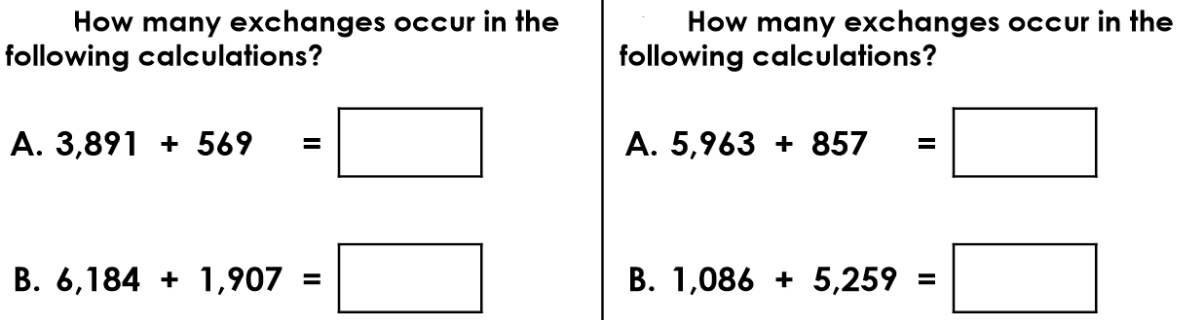 How many exchanges occur in the
following calculations?
A. 3,891 + 569 =
B. 6,184 + 1,907 =
How many exchanges occur in the
following calculations?
A. 5,963 + 857 =
B. 1,086 + 5,259 =